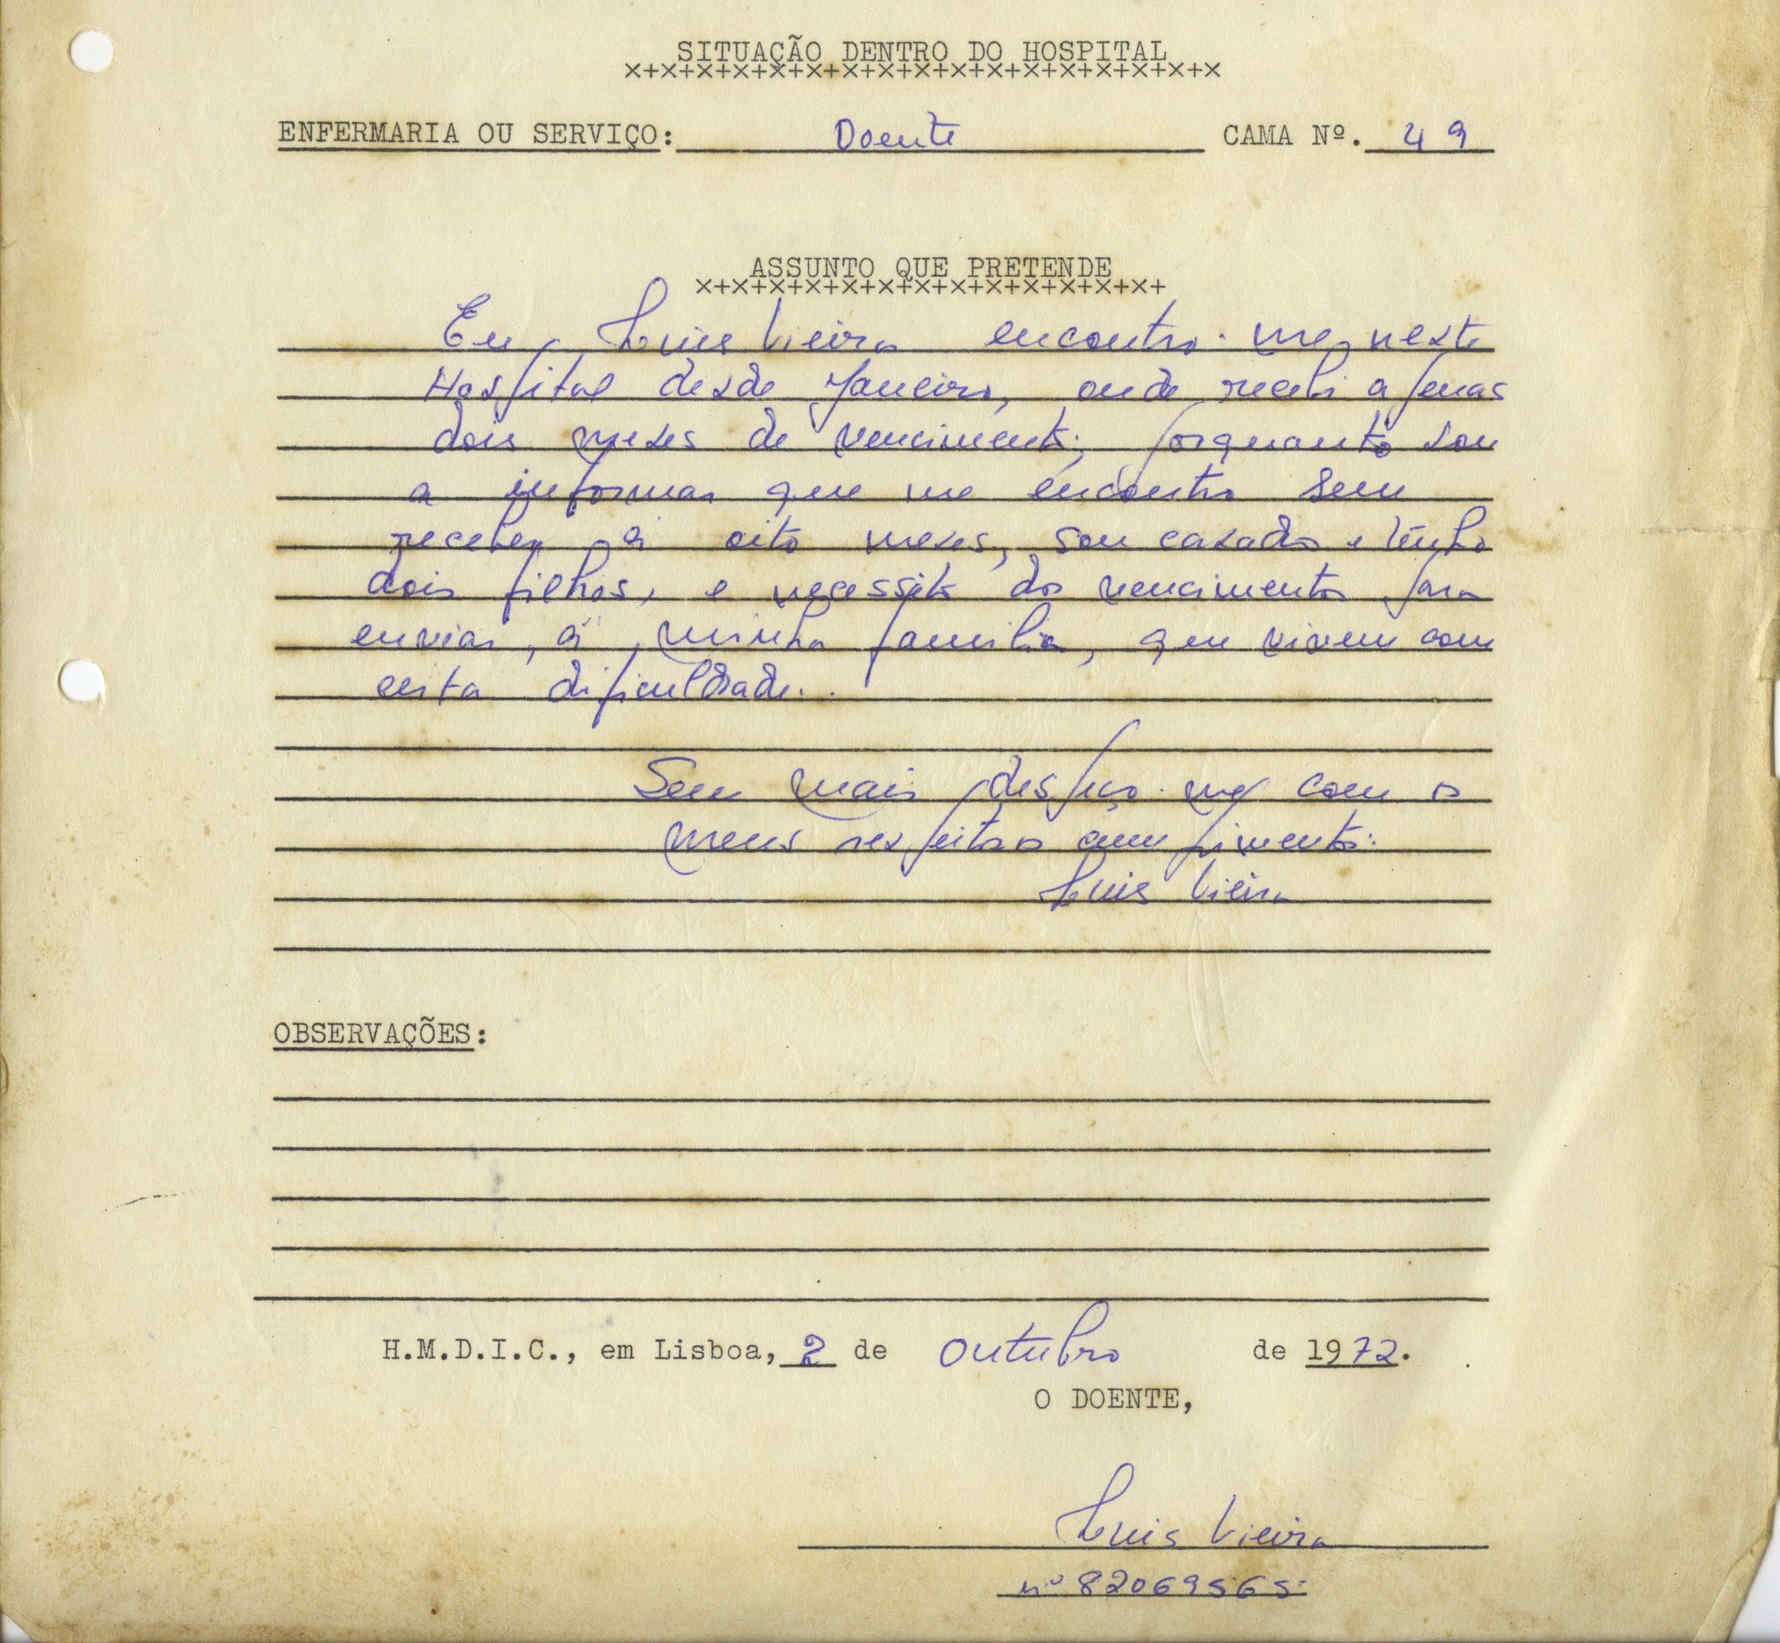 SITUAÇÃO DENTRO DO HOSPITAL
x+x+x+x+x+x+x+x+x+x+x+x+x+x+x+x+x
ENFERMARIA OU SERVIÇO: Doente CAMA Nº. 49
ASSUNTO QUE PRETENDE
x+x+x+x+x+x+x+x+x+x+x+x+x+
Eu, Luis Vieira encontro-me, neste
Hospital desde Janeiro, onde recebi apenas
dois meses de vencimento, porquanto sou
a informar que me encontro sem
receber á oito meses, sou casado e tenho
dois filhos, e necessito do vencimento para
enviar, á minha familia, que vivem com
certa dificuldade.
Sem mais despeço-me com o
meus respeitosos cumpimentos.
Luis Vieira
OBSERVAÇÕES:
H.M.D.I.C., em Lisboa, 2 de Outubro de 1972.
O DOENTE,
Luis Vieira
nº 82069565